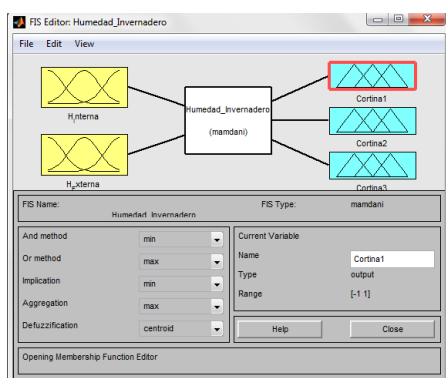 FIS Editor: Humedad_Invernadero
File Edit View
Cortina1
H_Interna
Humedad_Invernadero
(mamdani)
Cortina2
H_Externa
Cortina3
FIS Name: Humedad_Invernadero
FIS Type: mamdani
And method min
Or method max
Implication min
Aggregation max
Defuzzification centroid
Current Variable
Name Cortina1
Type output
Range [-1 1]
Help Close
Opening Membership Function Editor